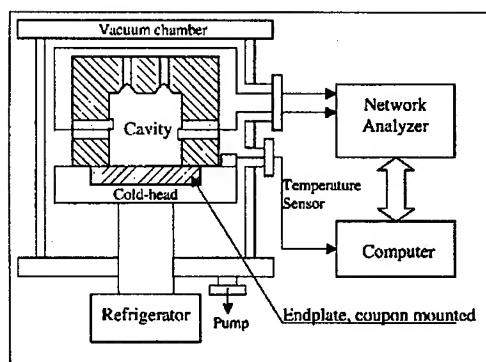 Vacuum chamber
Cavity
Network
Analyzer
Temperature
Sensor
Cold-head
Computer
Refrigerator
Pump
Endplate, coupon mounted